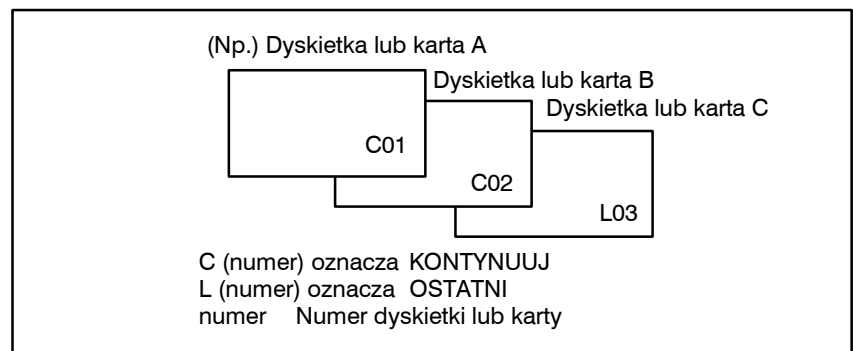 (Np.) Dyskietka lub karta A
Dyskietka lub karta B
Dyskietka lub karta C
C01
C02
L03
C (numer) oznacza KONTYNUUJ
L (numer) oznacza OSTATNI
numer Numer dyskietki lub karty